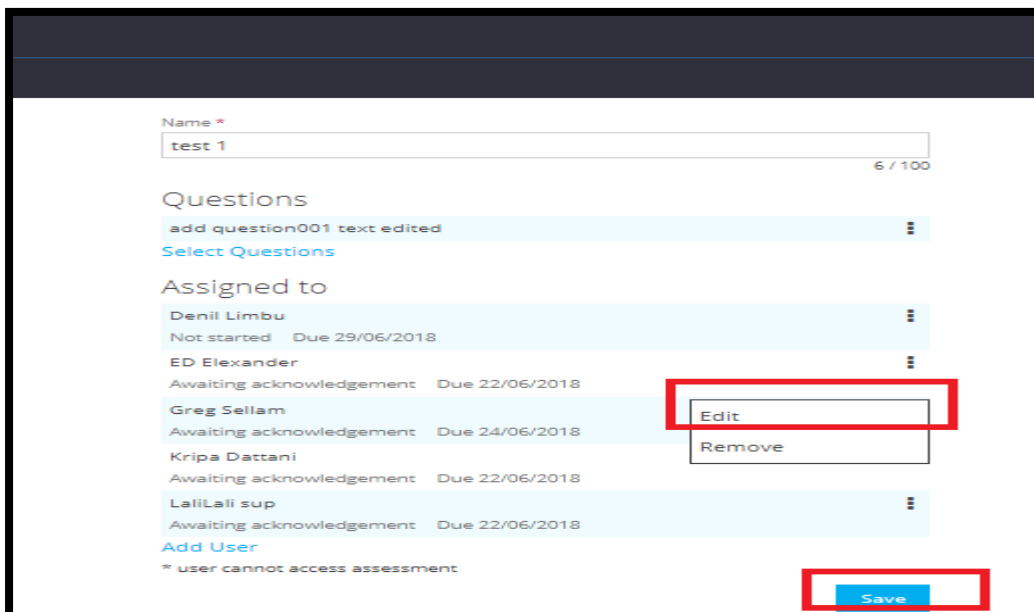 Name *
test 1
6 / 100
Questions
add question001 text edited
Select Questions
Assigned to
Denil Limbu
Not started Due 29/06/2018
ED Elexander
Awaiting acknowledgement Due 22/06/2018
Greg Sellam
Edit
Awaiting acknowledgement Due 24/06/2018
Remove
Kripa Dattani
Awaiting acknowledgement Due 22/06/2018
LaliLali sup
Awaiting acknowledgement Due 22/06/2018
Add User
* user cannot access assessment
Save